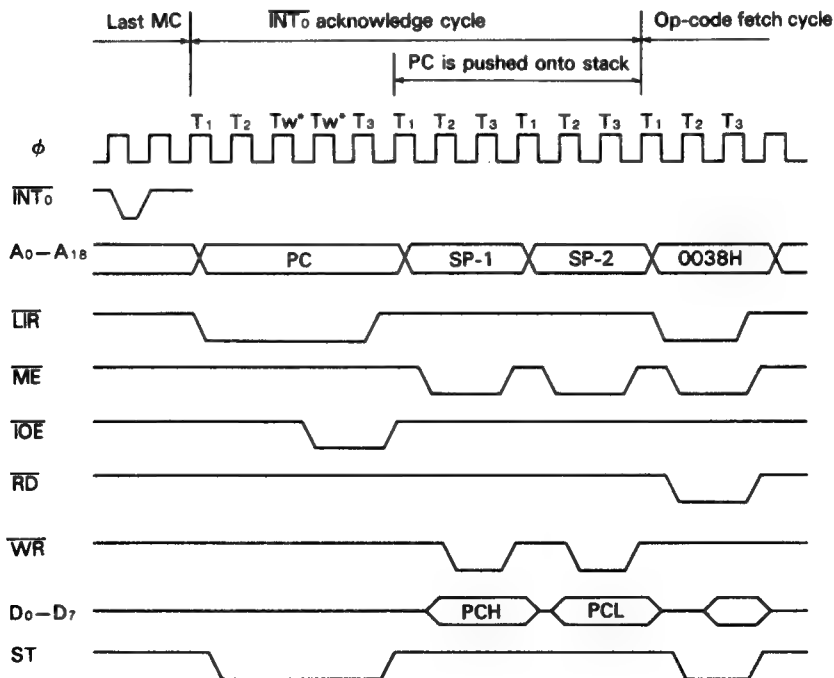 Last MC INT₀ acknowledge cycle Op-code fetch cycle
PC is pushed onto stack
T₁ T₂ Tw* Tw* T₃ T₁ T₂ T₃ T₁ T₂ T₃ T₁ T₂ T₃
ϕ
INT₀
A₀–A₁₈ PC SP-1 SP-2 0038H
LIR
ME
IOE
RD
WR
D₀–D₇ PCH PCL
ST